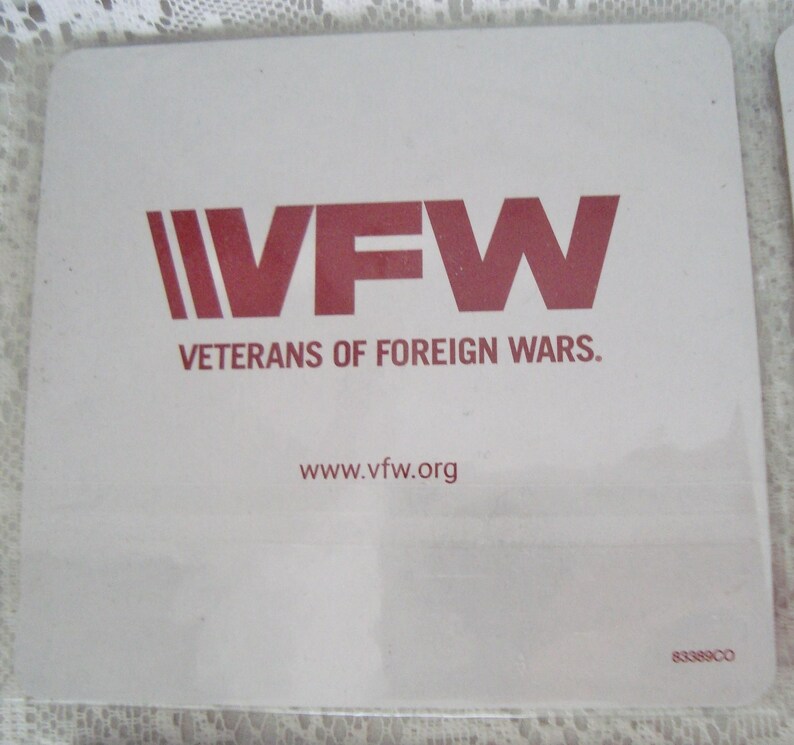 VFW
VETERANS OF FOREIGN WARS.
www.vfw.org
83389CO